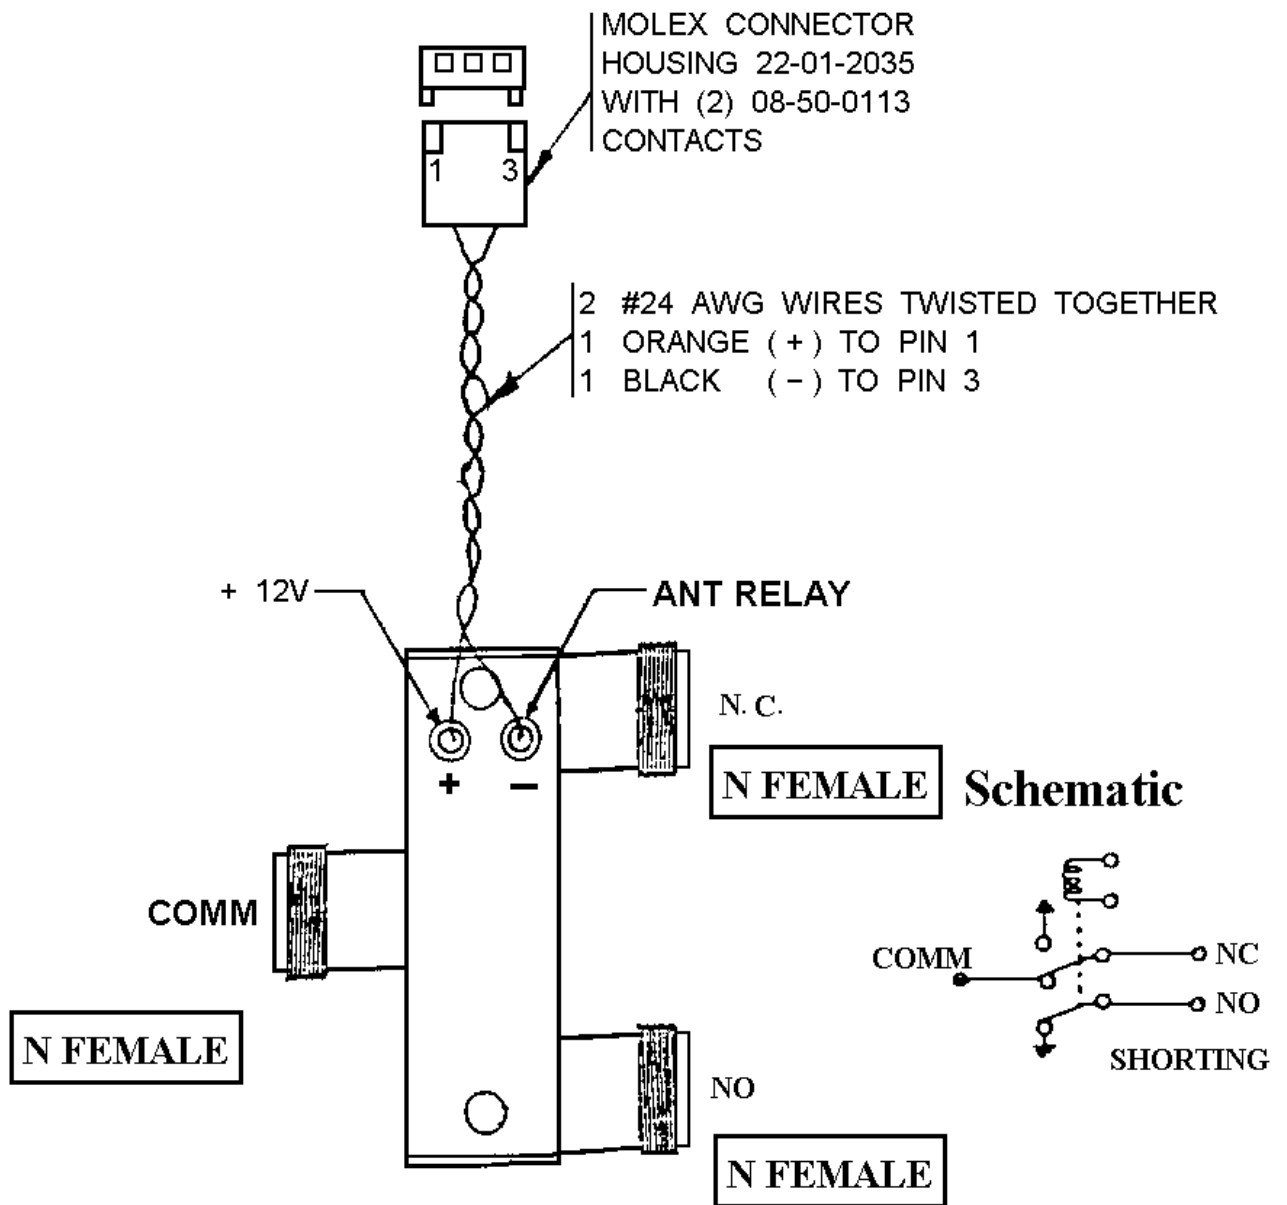 MOLEX CONNECTOR
HOUSING 22-01-2035
WITH (2) 08-50-0113
CONTACTS
1 3
2 #24 AWG WIRES TWISTED TOGETHER
1 ORANGE (+) TO PIN 1
1 BLACK (−) TO PIN 3
+ 12V
ANT RELAY
N. C.
+ −
N FEMALE
Schematic
COMM
COMM
NC
NO
SHORTING
N FEMALE
NO
N FEMALE